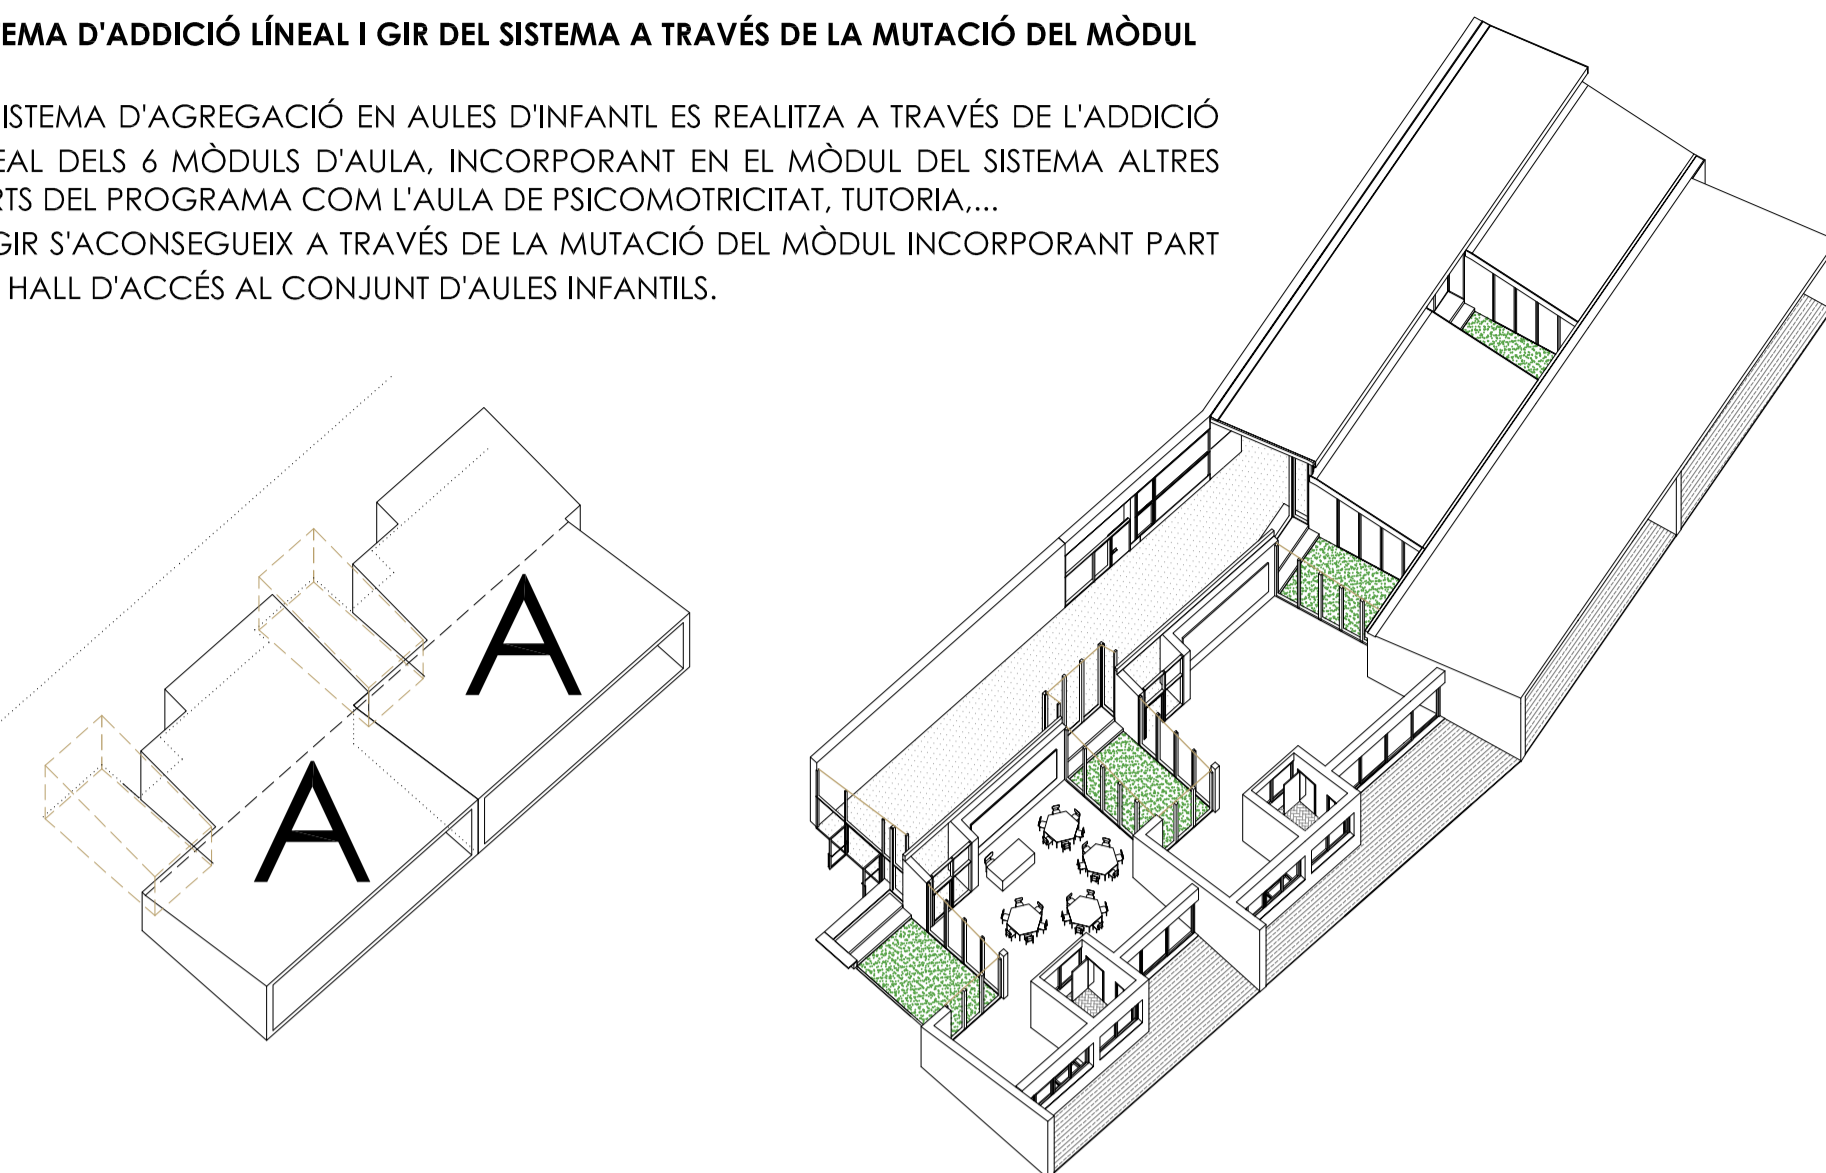 EMA D'ADDICIÓ LÍNEAL I GIR DEL SISTEMA A TRAVÉS DE LA MUTACIÓ DEL MÒDUL
ISTEMA D'AGREGACIÓ EN AULES D'INFANTL ES REALITZA A TRAVÉS DE L'ADDICIÓ
EAL DELS 6 MÒDULS D'AULA, INCORPORANT EN EL MÒDUL DEL SISTEMA ALTRES
RTS DEL PROGRAMA COM L'AULA DE PSICOMOTRICITAT, TUTORIA,...
GIR S'ACONSEGUEIX A TRAVÉS DE LA MUTACIÓ DEL MÒDUL INCORPORANT PART
HALL D'ACCÉS AL CONJUNT D'AULES INFANTILS.
A
A